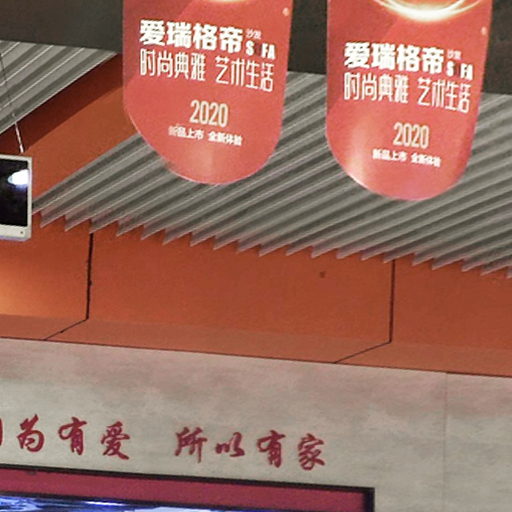 爱瑞格帝 沙发 SOFA
时尚典雅 艺术生活
2020
新品上市 全新体验
爱瑞格帝 沙发 SOFA
时尚典雅 艺术生活
2020
新品上市 全新体验
为有爱 所以有家